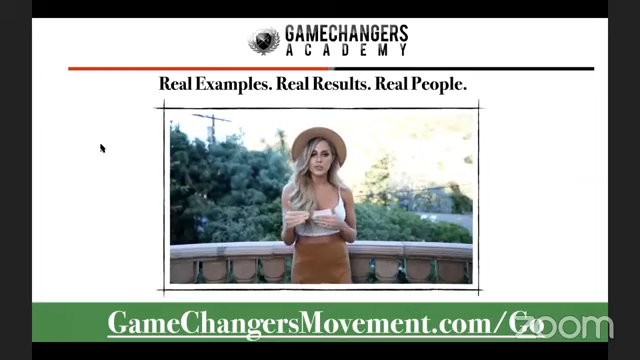 GAMECHANGERS
ACADEMY
Real Examples. Real Results. Real People.
GameChangersMovement.com/Go
zoom